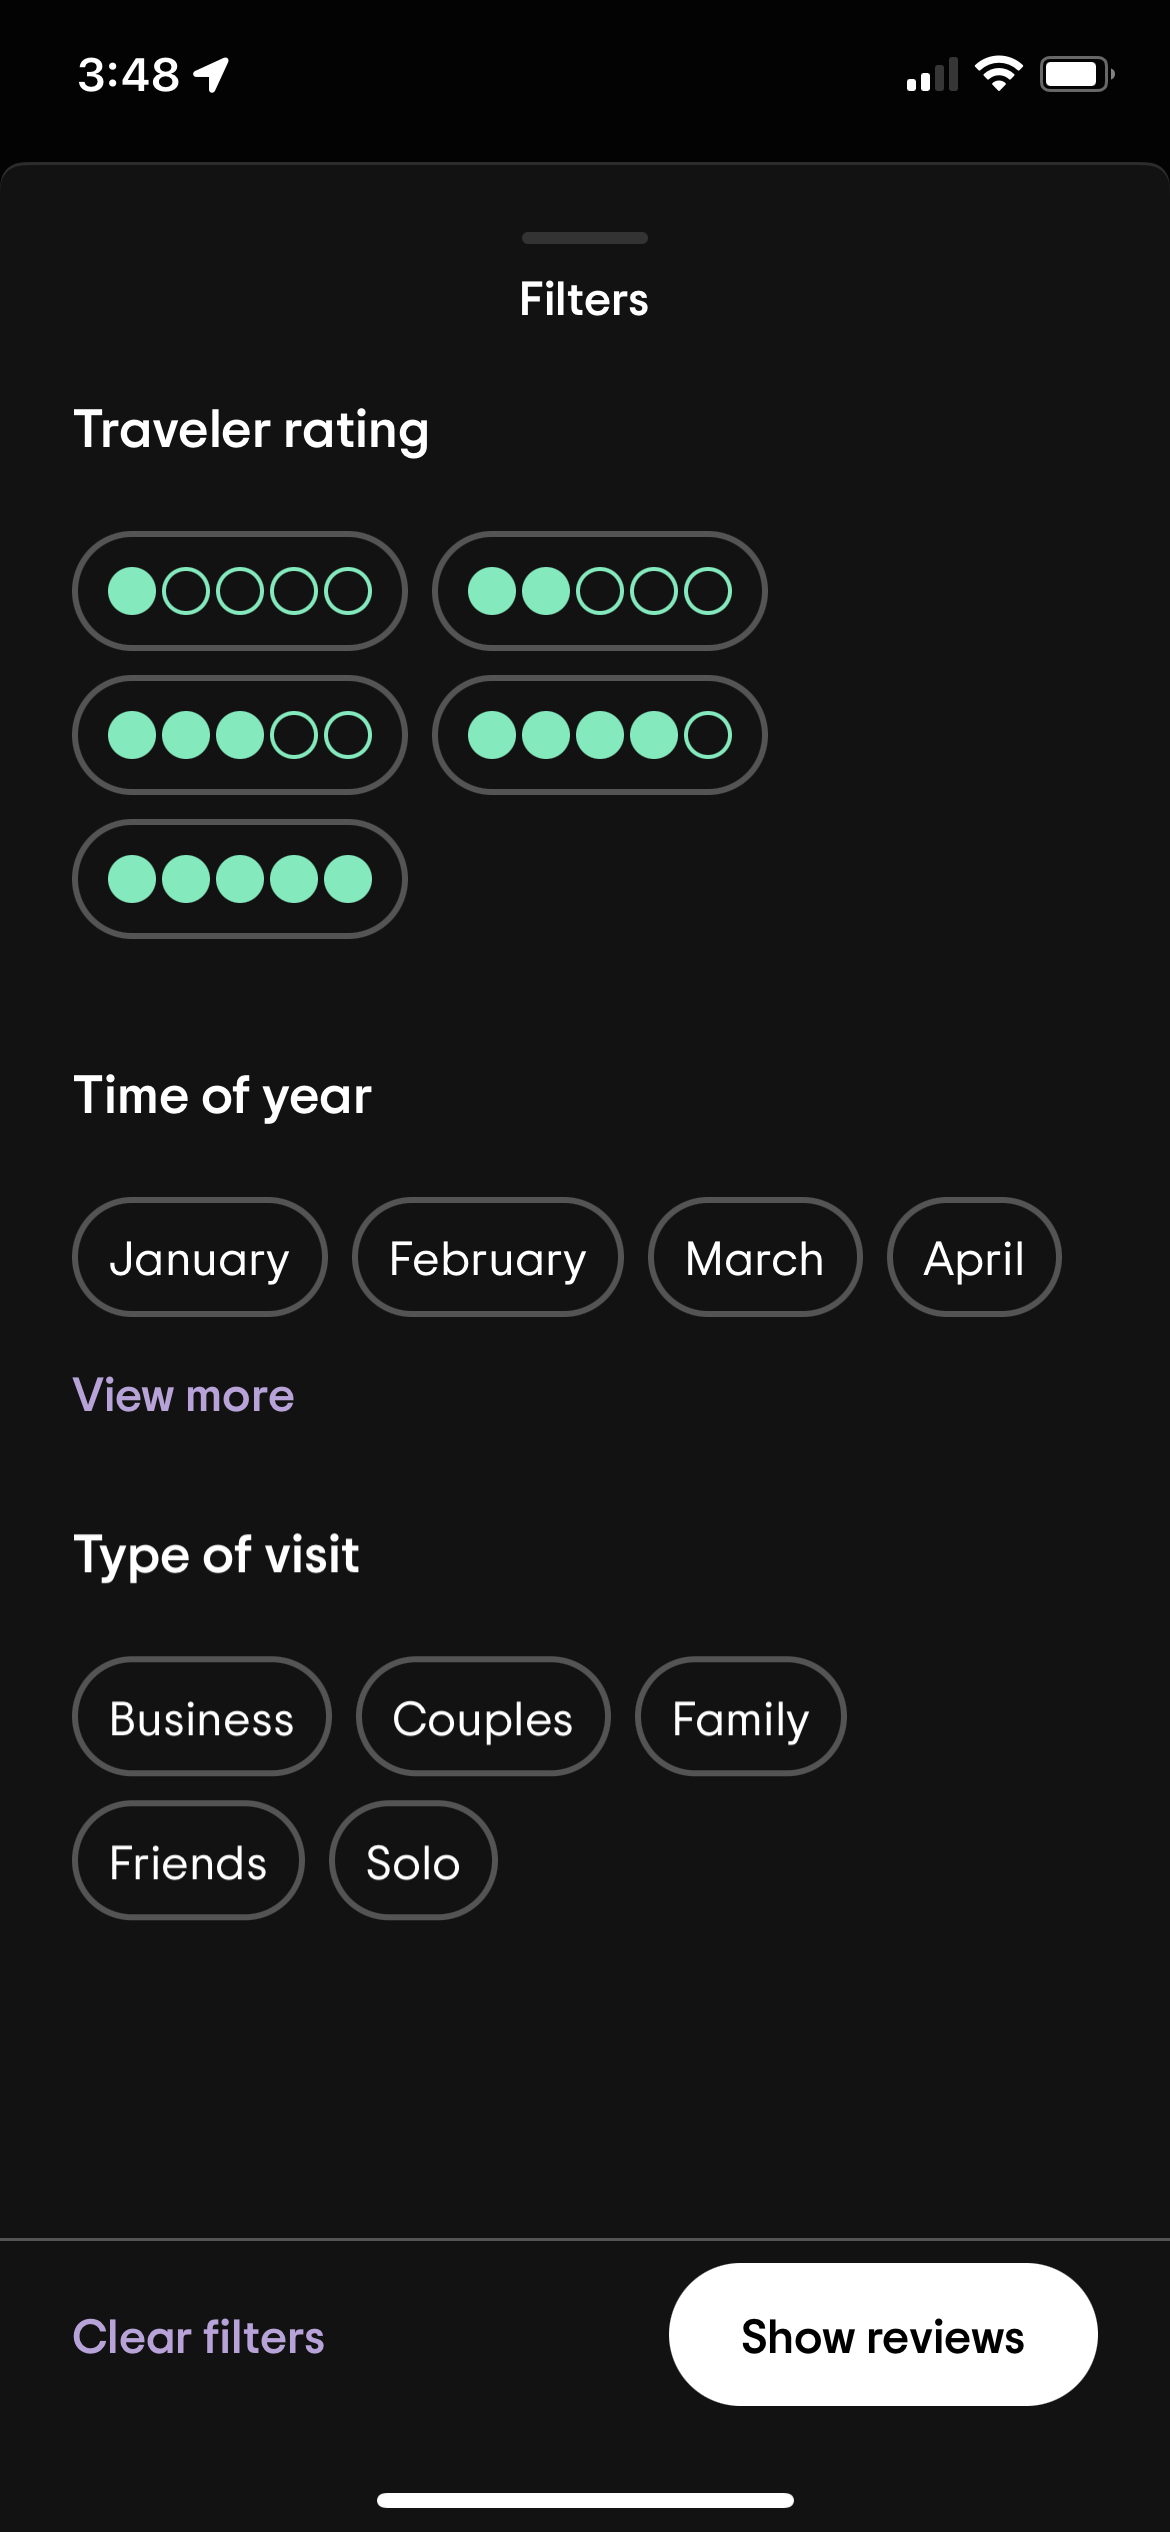 3:48
Filters
Traveler rating
Time of year
January February March April
View more
Type of visit
Business Couples Family
Friends Solo
Clear filters Show reviews